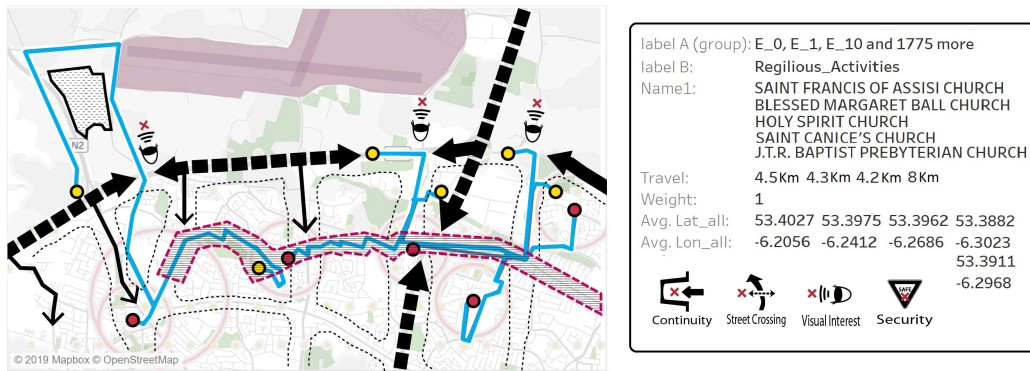 N2
© 2019 Mapbox © OpenStreetMap
label A (group): E_0, E_1, E_10 and 1775 more
label B: Regilious_Activities
Name1: SAINT FRANCIS OF ASSISI CHURCH
BLESSED MARGARET BALL CHURCH
HOLY SPIRIT CHURCH
SAINT CANICE'S CHURCH
J.T.R. BAPTIST PREBYTERIAN CHURCH
Travel: 4.5Km 4.3Km 4.2Km 8Km
Weight: 1
Avg. Lat_all: 53.4027 53.3975 53.3962 53.3882
Avg. Lon_all: -6.2056 -6.2412 -6.2686 -6.3023
53.3911
-6.2968
SAFE
Continuity Street Crossing Visual Interest Security